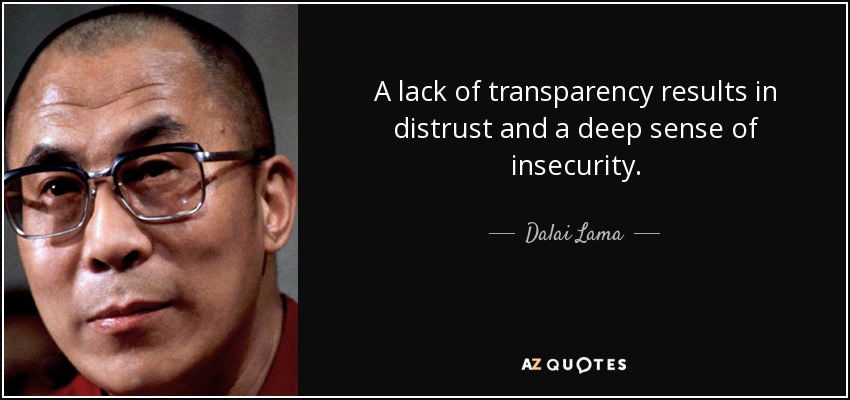 A lack of transparency results in
distrust and a deep sense of
insecurity.
Dalai Lama
AZ QUOTES